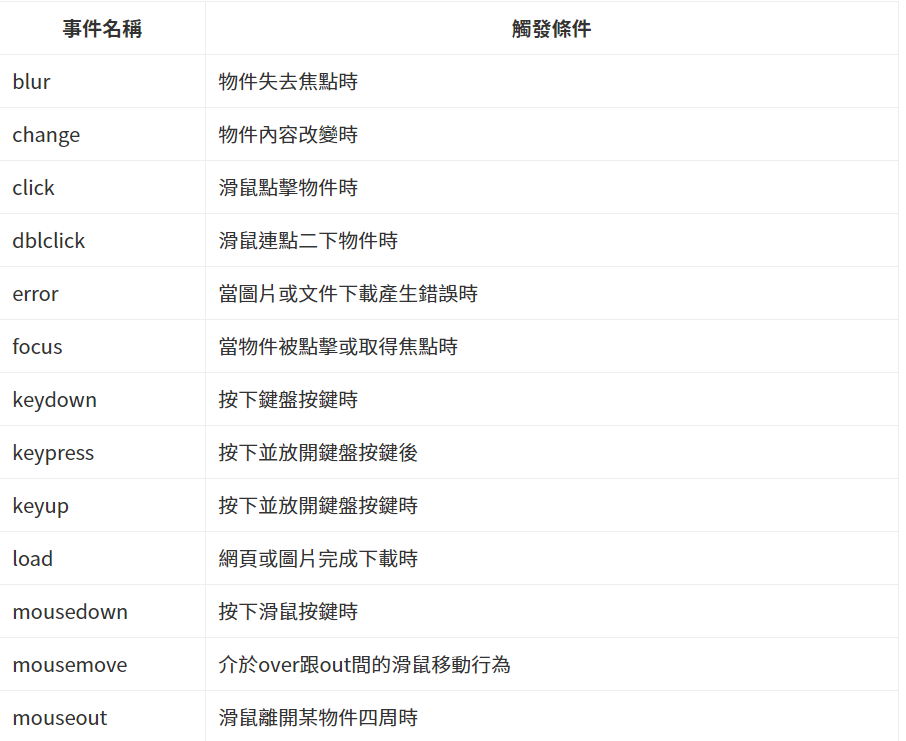 事件名稱 觸發條件
blur 物件失去焦點時
change 物件內容改變時
click 滑鼠點擊物件時
dblclick 滑鼠連點二下物件時
error 當圖片或文件下載產生錯誤時
focus 當物件被點擊或取得焦點時
keydown 按下鍵盤按鍵時
keypress 按下並放開鍵盤按鍵後
keyup 按下並放開鍵盤按鍵時
load 網頁或圖片完成下載時
mousedown 按下滑鼠按鍵時
mousemove 介於over跟out間的滑鼠移動行為
mouseout 滑鼠離開某物件四周時